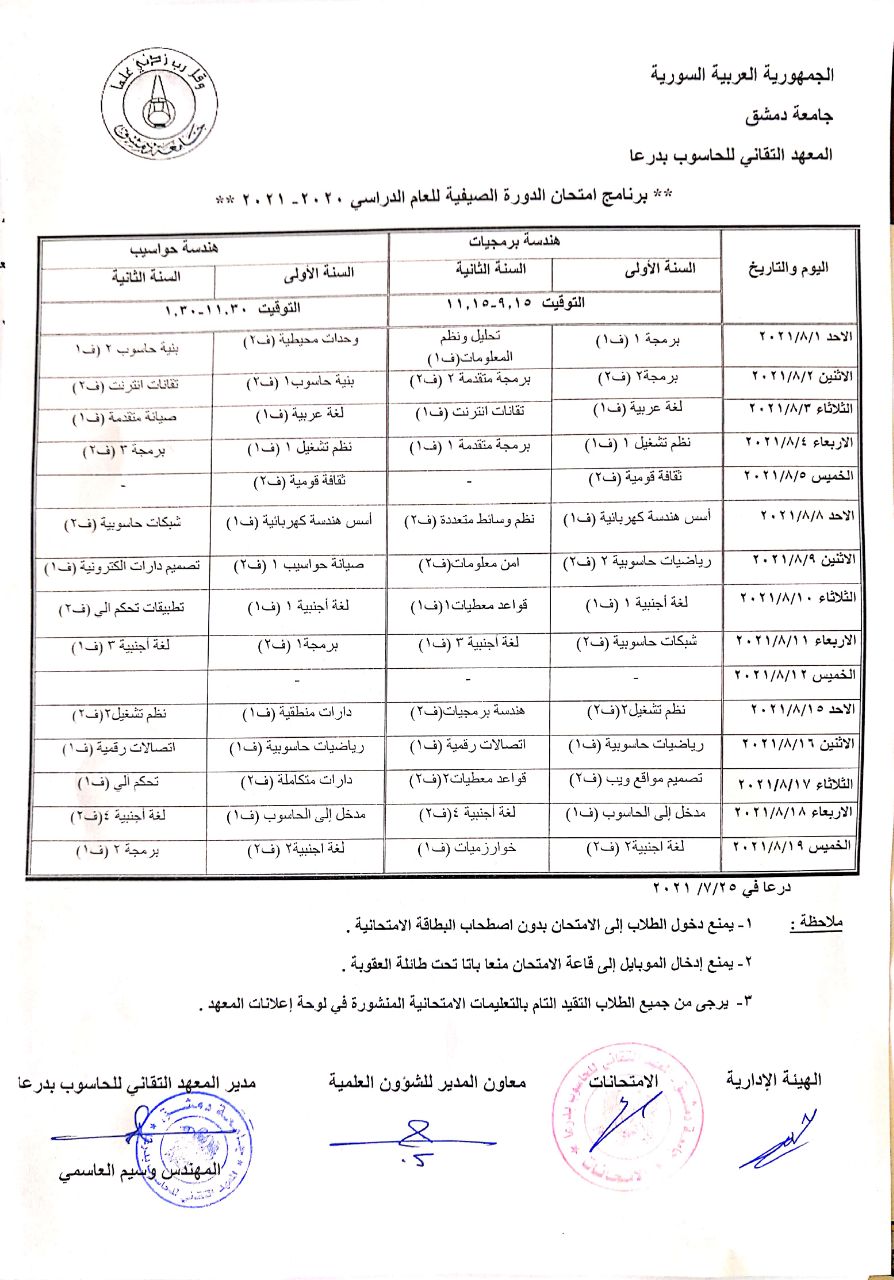 وقل رب زدني علما
جامعة دمشق
الجمهورية العربية السورية
جامعة دمشق
المعهد التقاني للحاسوب بدرعا
** برنامج امتحان الدورة الصيفية للعام الدراسي ٢٠٢٠- ٢٠٢١ **
اليوم والتاريخ هندسة برمجيات هندسة حواسيب
السنة الأولى السنة الثانية السنة الأولى السنة الثانية
التوقيت ٩,١٥-١١,١٥ التوقيت ١١,٣٠-١,٣٠
الاحد ٢٠٢١/٨/١ برمجة ١ (ف١) تحليل ونظم المعلومات(ف١) وحدات محيطية (ف٢) بنية حاسوب ٢ (ف١)
الاثنين ٢٠٢١/٨/٢ برمجة٢ (ف٢) برمجة متقدمة ٢ (ف٢) بنية حاسوب١ (ف٢) تقانات انترنت (ف٢)
الثلاثاء ٢٠٢١/٨/٣ لغة عربية (ف١) تقانات انترنت (ف١) لغة عربية (ف١) صيانة متقدمة (ف١)
الاربعاء ٢٠٢١/٨/٤ نظم تشغيل ١ (ف١) برمجة متقدمة ١ (ف١) نظم تشغيل ١ (ف١) برمجة ٣ (ف٢)
الخميس ٢٠٢١/٨/٥ ثقافة قومية (ف٢) - ثقافة قومية (ف٢) -
الاحد ٢٠٢١/٨/٨ أسس هندسة كهربائية (ف١) نظم وسائط متعددة (ف٢) أسس هندسة كهربائية (ف١) شبكات حاسوبية (ف٢)
الاثنين ٢٠٢١/٨/٩ رياضيات حاسوبية ٢ (ف٢) امن معلومات(ف٢) صيانة حواسيب ١ (ف٢) تصميم دارات الكترونية (ف١)
الثلاثاء ٢٠٢١/٨/١٠ لغة أجنبية ١ (ف١) قواعد معطيات١(ف١) لغة أجنبية ١ (ف١) تطبيقات تحكم الي (ف٢)
الاربعاء ٢٠٢١/٨/١١ شبكات حاسوبية (ف٢) لغة أجنبية ٣ (ف١) برمجة١ (ف٢) لغة أجنبية ٣ (ف١)
الخميس ٢٠٢١/٨/١٢ - - -
الاحد ٢٠٢١/٨/١٥ نظم تشغيل٢(ف٢) هندسة برمجيات(ف٢) دارات منطقية (ف١) نظم تشغيل٢(ف٢)
الاثنين ٢٠٢١/٨/١٦ رياضيات حاسوبية (ف١) اتصالات رقمية (ف١) رياضيات حاسوبية (ف١) اتصالات رقمية (ف١)
الثلاثاء ٢٠٢١/٨/١٧ تصميم مواقع ويب (ف٢) قواعد معطيات٢(ف٢) دارات متكاملة (ف٢) تحكم الي (ف١)
الاربعاء ٢٠٢١/٨/١٨ مدخل إلى الحاسوب (ف١) لغة أجنبية ٤(ف٢) مدخل إلى الحاسوب (ف١) لغة أجنبية ٤(ف٢)
الخميس ٢٠٢١/٨/١٩ لغة اجنبية٢ (ف٢) خوارزميات (ف١) لغة اجنبية٢ (ف٢) برمجة ٢ (ف١)
درعا في ٢٥/ ٧/ ٢٠٢١
ملاحظة : ١- يمنع دخول الطلاب إلى الامتحان بدون اصطحاب البطاقة الامتحانية .
٢- يمنع إدخال الموبايل إلى قاعة الامتحان منعا باتا تحت طائلة العقوبة .
٣- يرجى من جميع الطلاب التقيد التام بالتعليمات الامتحانية المنشورة في لوحة إعلانات المعهد .
الهيئة الإدارية الامتحانات معاون المدير للشؤون العلمية مدير المعهد التقاني للحاسوب بدرعا
المهندس وسيم العاسمي